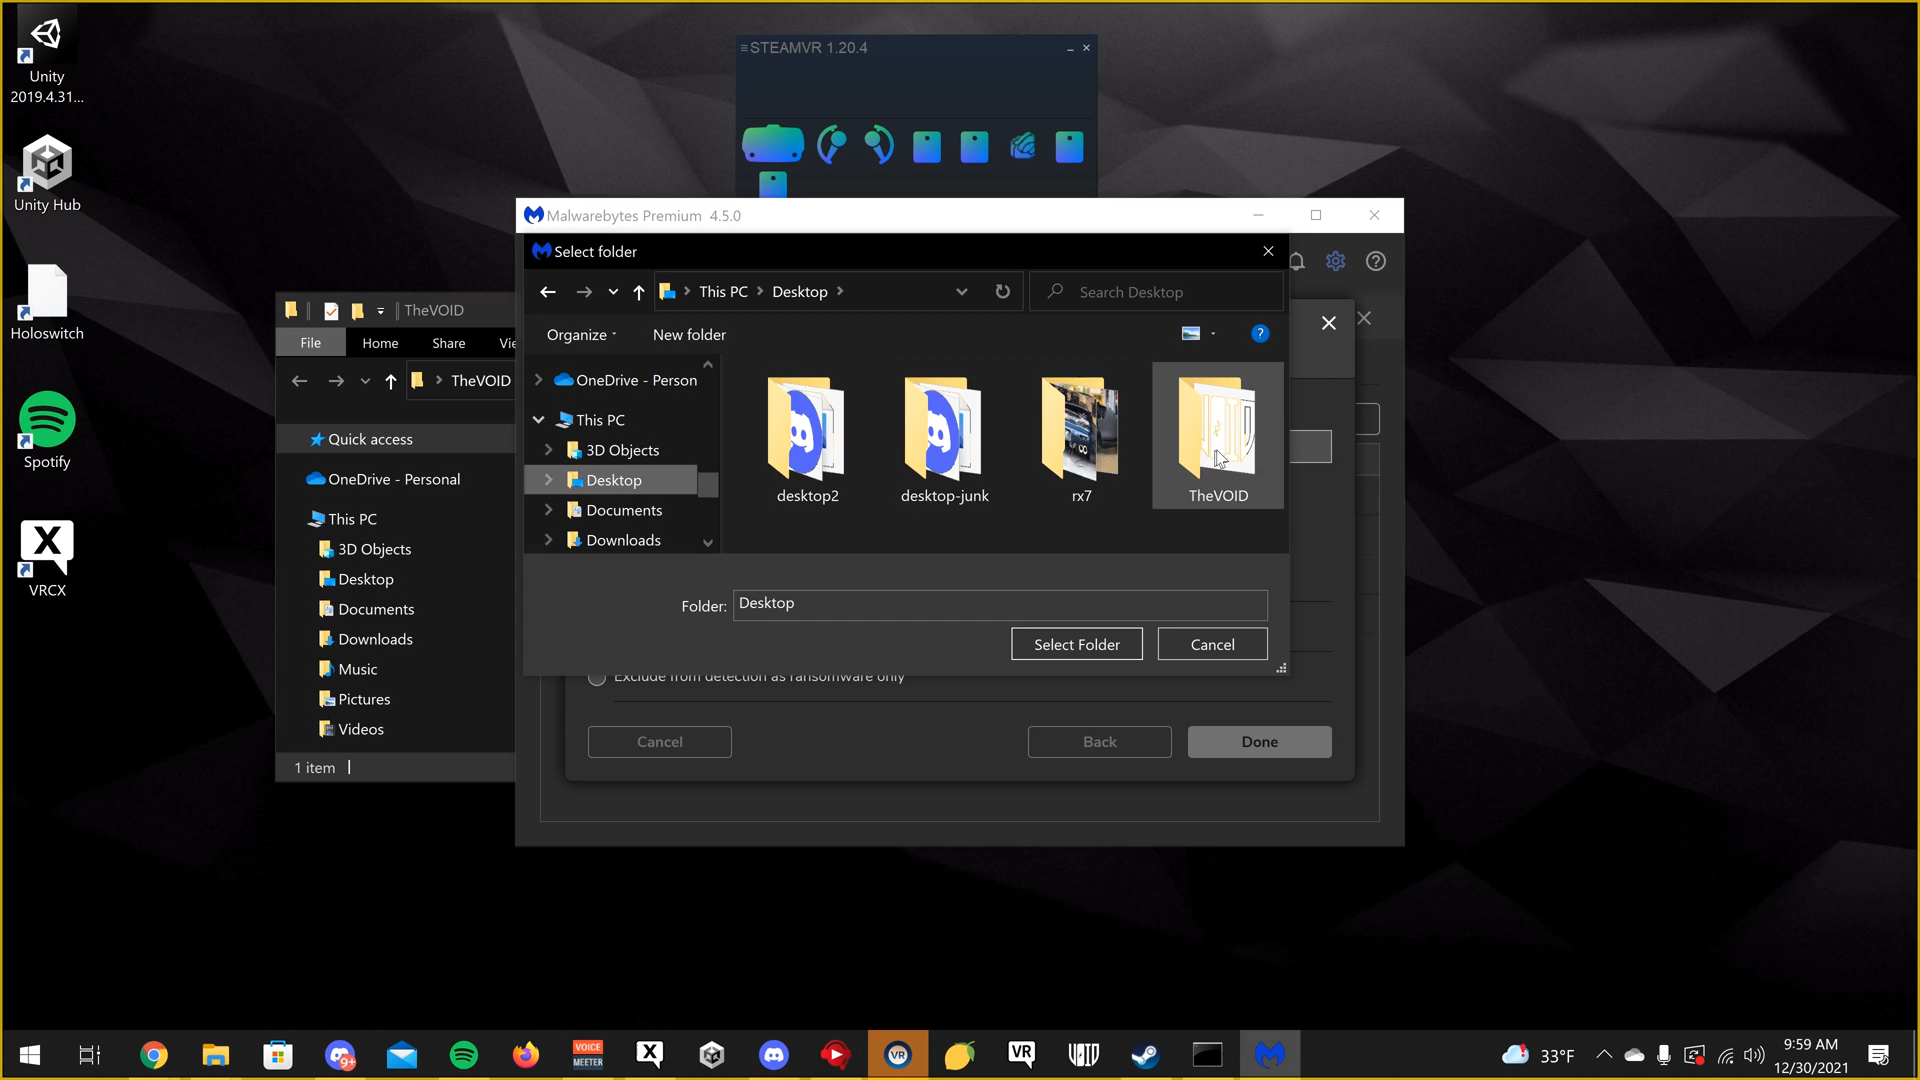 Unity
2019.4.31...
Unity Hub
Holoswitch
Spotify
VRCX
STEAMVR 1.20.4
Malwarebytes Premium 4.5.0
Select folder
This PC
Desktop
Search Desktop
Organize
New folder
OneDrive - Person
This PC
3D Objects
Desktop
Documents
Downloads
desktop2
desktop-junk
rx7
TheVOID
Folder:
Desktop
Select Folder
Cancel
Exclude from detection as ransomware only
Cancel
Back
Done
TheVOID
File
Home
Share
Vie
TheVOID
Quick access
OneDrive - Personal
This PC
3D Objects
Desktop
Documents
Downloads
Music
Pictures
Videos
1 item
9+
VOICE
MEETER
X
VR
VR
VOID
33°F
9:59 AM
12/30/2021